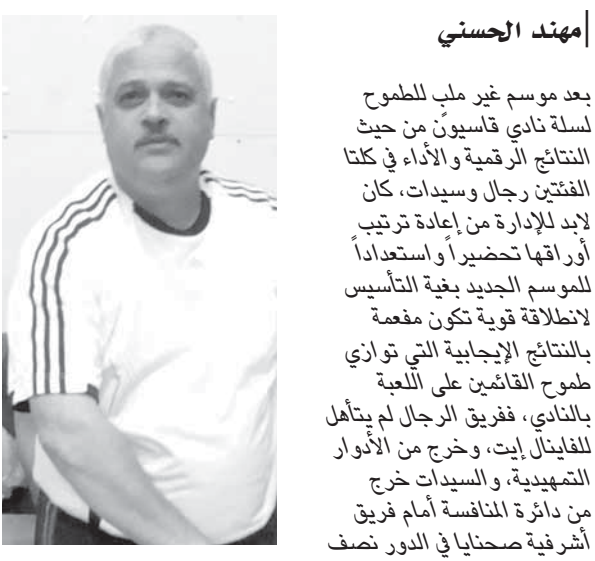 مهند الحسني
بعد موسم غير ملبٍ للطموح
لسلة نادي قاسيون من حيث
النتائج الرقمية والأداء في كلتا
الفئتين رجال وسيدات، كان
لابد للإدارة من إعادة ترتيب
أوراقها تحضيراً واستعداداً
للموسم الجديد بغية التأسيس
لانطلاقة قوية تكون مفعمة
بالنتائج الإيجابية التي توازي
طموح القائمين على اللعبة
بالنادي، ففريق الرجال لم يتأهل
للفاينال إيت، وخرج من الأدوار
التمهيدية، والسيدات خرج
من دائرة المنافسة أمام فريق
أشرفية صحنايا في الدور نصف